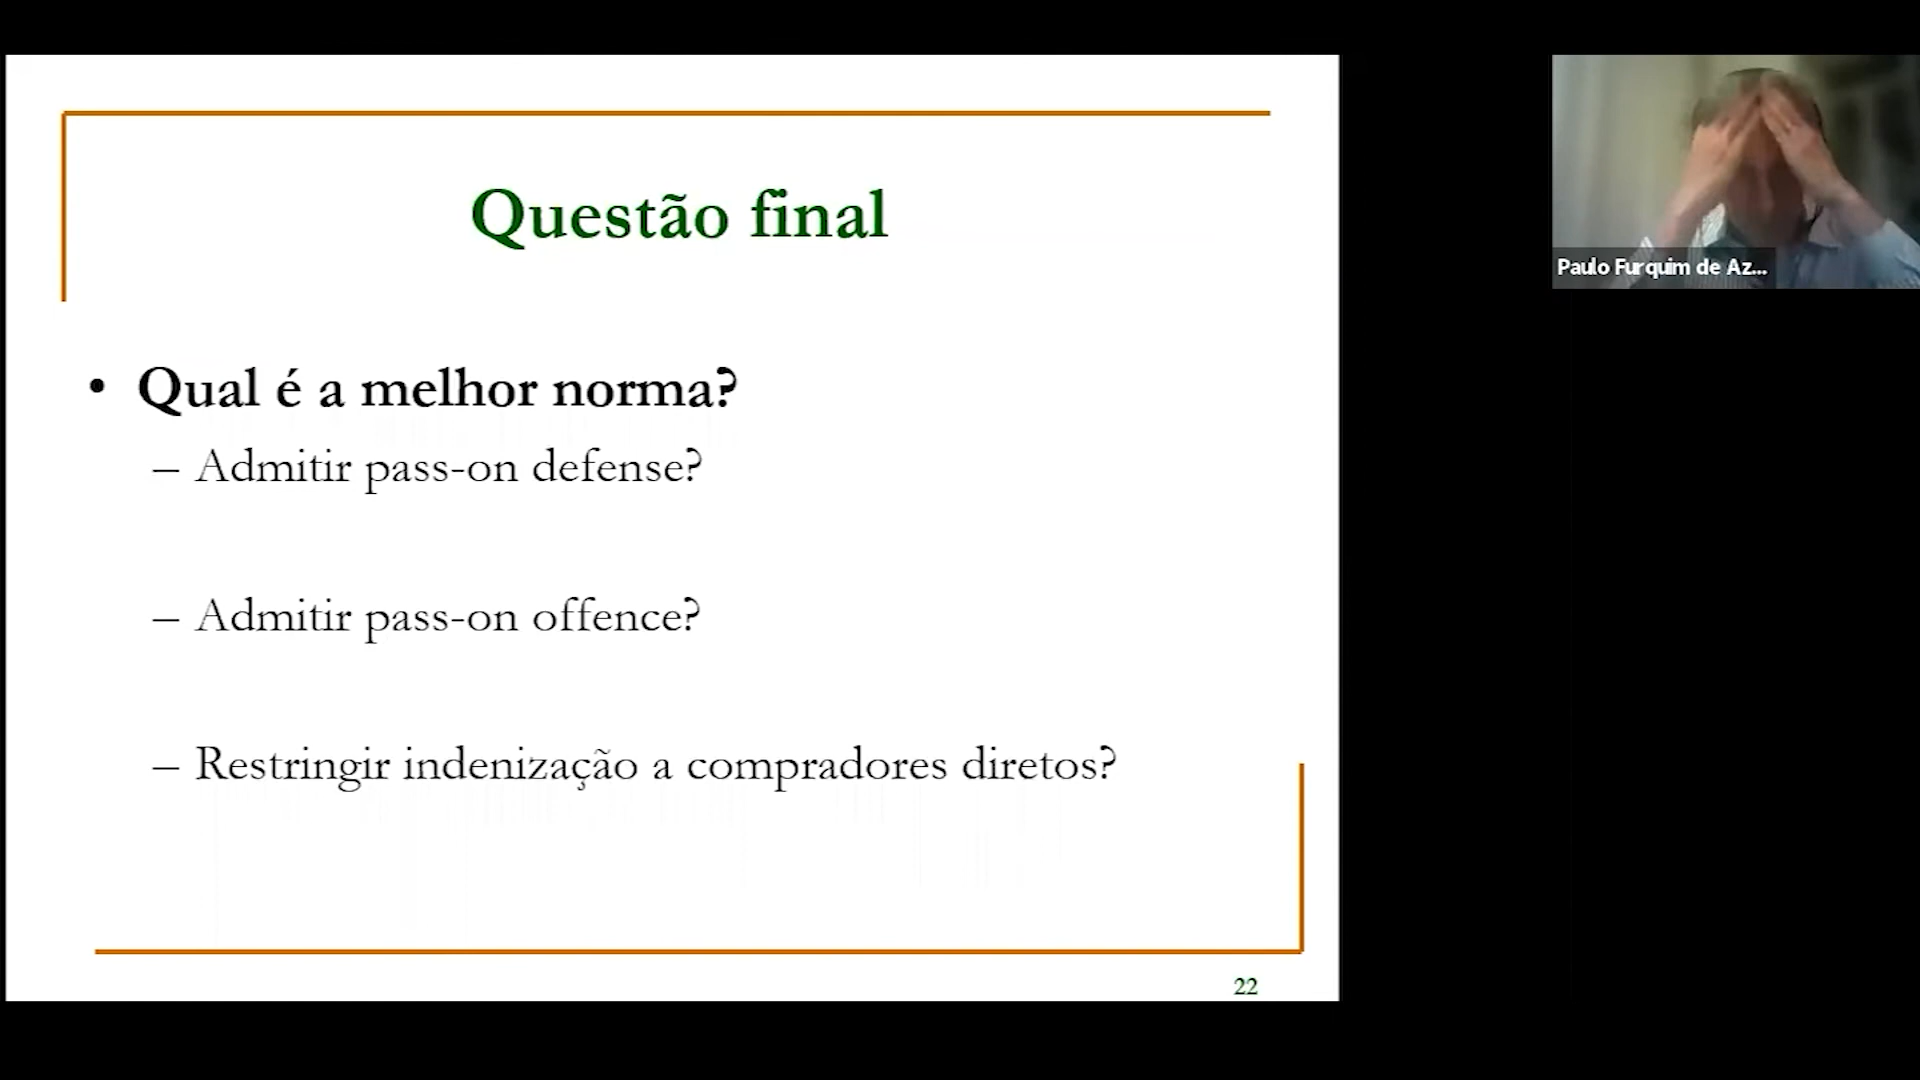 Questão final
• Qual é a melhor norma?
– Admitir pass-on defense?
– Admitir pass-on offence?
– Restringir indenização a compradores diretos?
22
Paulo Furquim de Az...